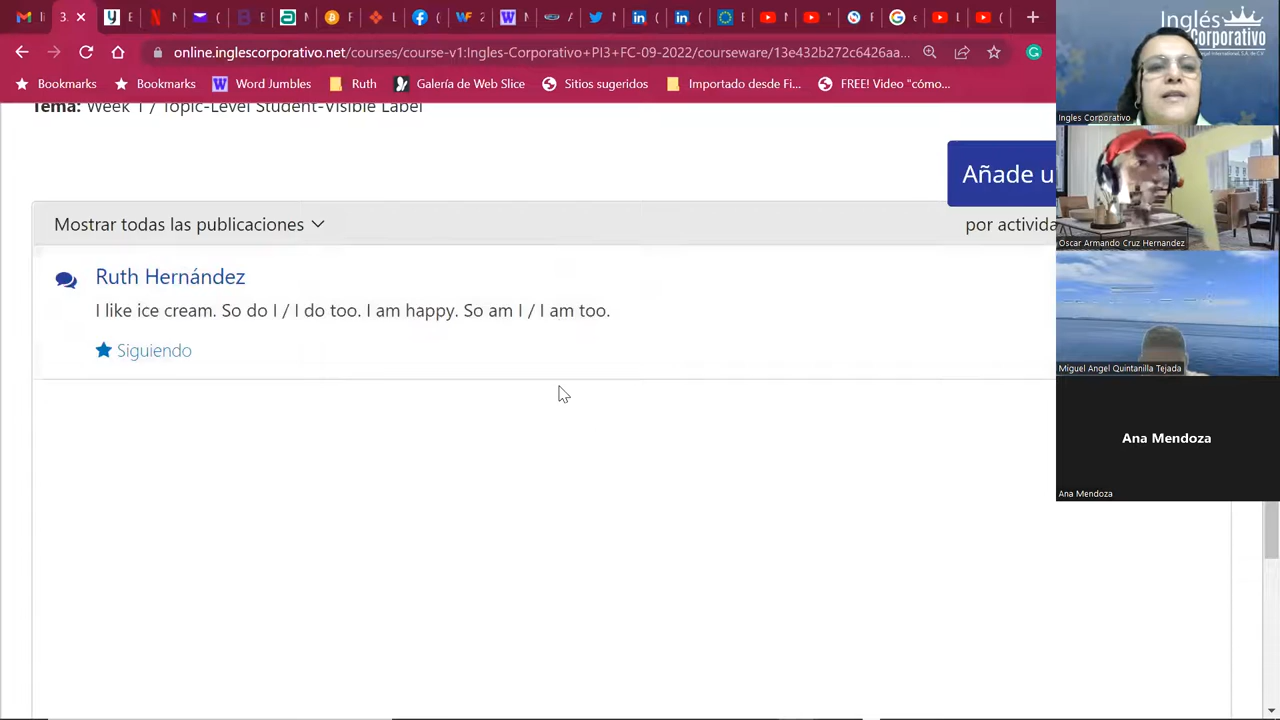 online.inglescorporativo.net/courses/course-v1:Ingles-Corporativo+PI3+FC-09-2022/courseware/13e432b272c6426aa...
Bookmarks
Bookmarks
Word Jumbles
Ruth
Galería de Web Slice
Sitios sugeridos
Importado desde Fi...
FREE! Video "cómo...
Tema: Week 1 / Topic-Level Student-Visible Label
Añade u
Mostrar todas las publicaciones
por activida
Ruth Hernández
I like ice cream. So do I / I do too. I am happy. So am I / I am too.
Siguiendo
Inglés
Corporativo
Ingles Corporativo
Oscar Armando Cruz Hernandez
Miguel Angel Quintanilla Tejada
Ana Mendoza
Ana Mendoza